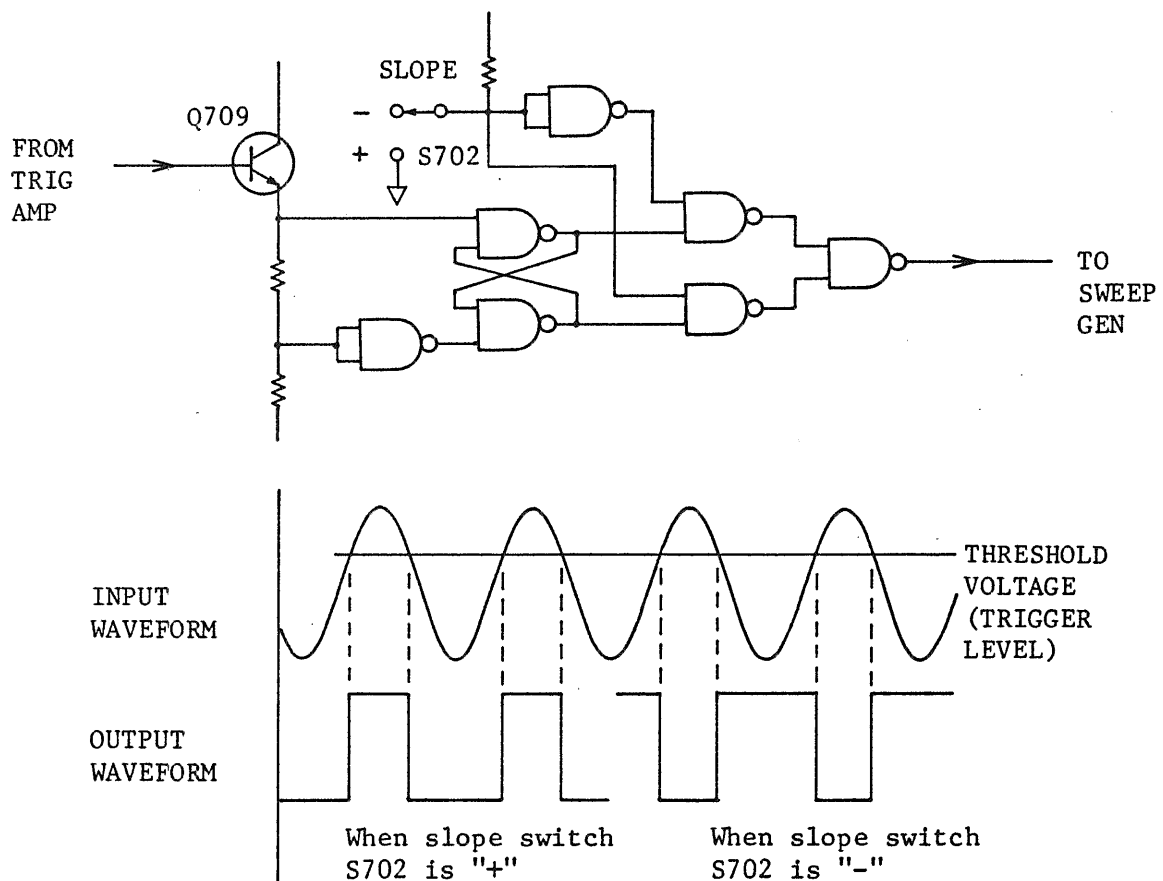 SLOPE
Q709
-
+ S702
FROM
TRIG
AMP
TO
SWEEP
GEN
THRESHOLD
VOLTAGE
(TRIGGER
LEVEL)
INPUT
WAVEFORM
OUTPUT
WAVEFORM
When slope switch
S702 is "+"
When slope switch
S702 is "-"